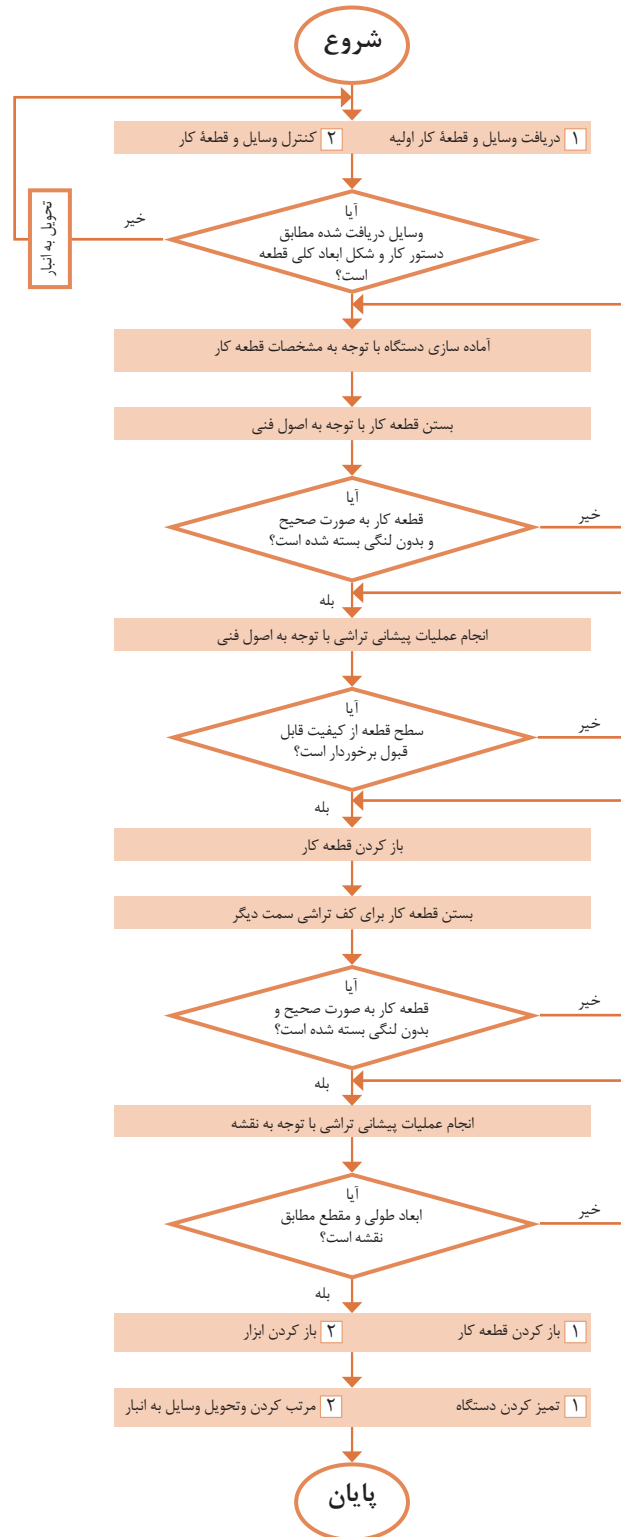 شروع
۱ دریافت وسایل و قطعهٔ کار اولیه ۲ کنترل وسایل و قطعهٔ کار
آیا
وسایل دریافت شده مطابق
دستور کار و شکل ابعاد کلی قطعه
است؟
خیر
تحویل به انبار
آماده سازی دستگاه با توجه به مشخصات قطعه کار
بستن قطعه کار با توجه به اصول فنی
آیا
قطعه کار به صورت صحیح
و بدون لنگی بسته شده است؟
خیر
بله
انجام عملیات پیشانی تراشی با توجه به اصول فنی
آیا
سطح قطعه از کیفیت قابل
قبول برخوردار است؟
خیر
بله
باز کردن قطعه کار
بستن قطعه کار برای کف تراشی سمت دیگر
آیا
قطعه کار به صورت صحیح و
بدون لنگی بسته شده است؟
خیر
بله
انجام عملیات پیشانی تراشی با توجه به نقشه
آیا
ابعاد طولی و مقطع مطابق
نقشه است؟
خیر
بله
۱ باز کردن قطعه کار ۲ باز کردن ابزار
۱ تمیز کردن دستگاه ۲ مرتب کردن وتحویل وسایل به انبار
پایان